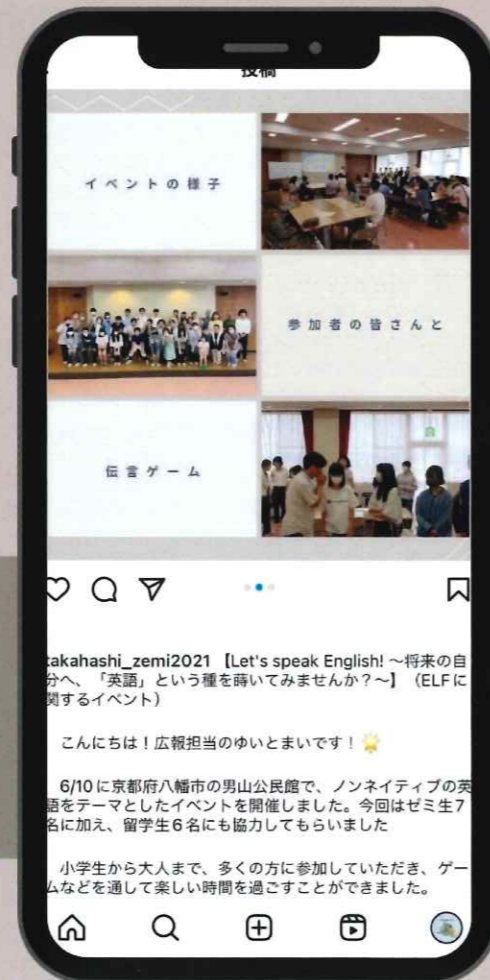 投稿
イベントの様子
参加者の皆さんと
伝言ゲーム
takahashi_zemi2021 【Let's speak English! ～将来の自
分へ、「英語」という種を蒔いてみませんか？～】（ELFに
関するイベント）
こんにちは！広報担当のゆいとまいです！🌟
6/10に京都府八幡市の男山公民館で、ノンネイティブの英
語をテーマとしたイベントを開催しました。今回はゼミ生7
名に加え、留学生6名にも協力してもらいました
小学生から大人まで、多くの方に参加していただき、ゲー
ムなどを通して楽しい時間を過ごすことができました。